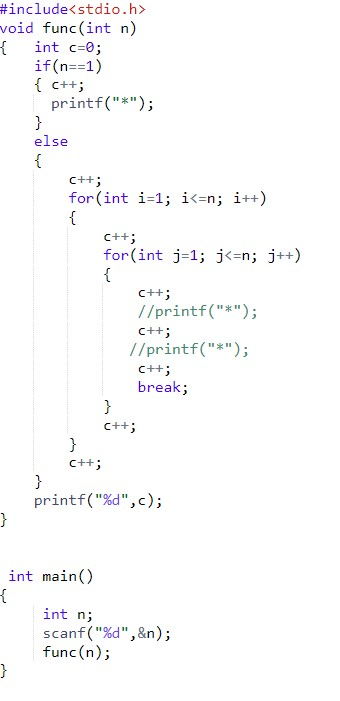 #include<stdio.h>
void func(int n)
{   int c=0;
    if(n==1)
    { c++;
      printf("*");
    }
    else
    {
        c++;
        for(int i=1; i<=n; i++)
        {
            c++;
            for(int j=1; j<=n; j++)
            {
                c++;
                //printf("*");
                c++;
               //printf("*");
                c++;
                break;
            }
            c++;
        }
        c++;
    }
    printf("%d",c);
}
 int main()
{
     int n;
     scanf("%d",&n);
     func(n);
}